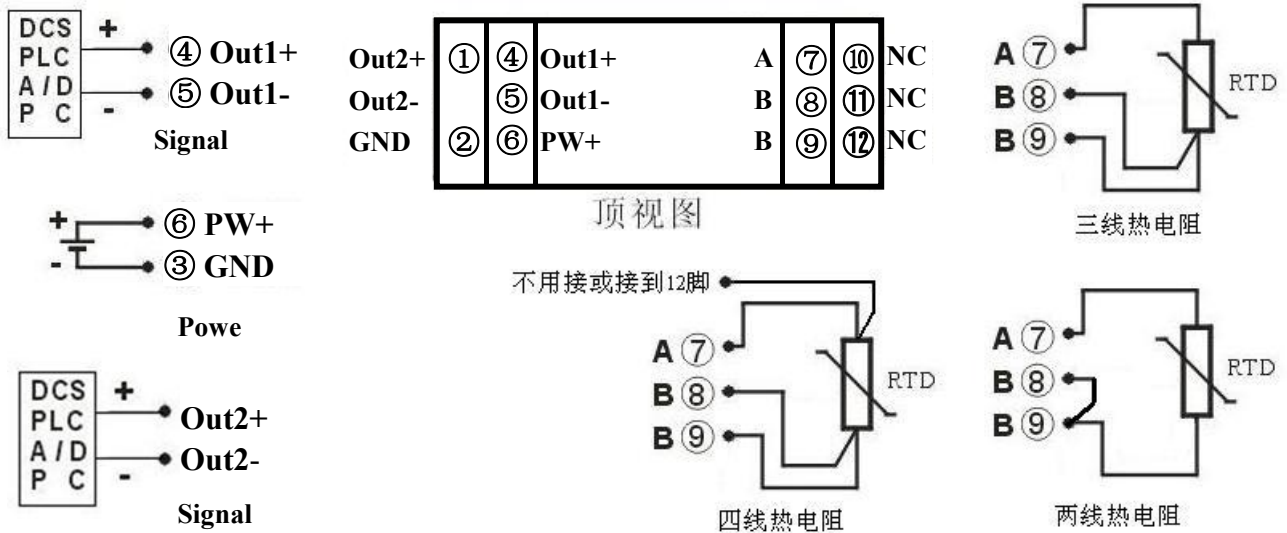 DCS
PLC
A/D
P C
+
-
④ Out1+
⑤ Out1-
Signal
+
-
⑥ PW+
③ GND
Powe
DCS
PLC
A/D
P C
+
-
Out2+
Out2-
Signal
Out2+ ① ④ Out1+ A ⑦ ⑩ NC
Out2- ⑤ Out1- B ⑧ ⑪ NC
GND ② ⑥ PW+ B ⑨ ⑫ NC
顶视图
A ⑦
B ⑧
B ⑨
RTD
三线热电阻
不用接或接到12脚
A ⑦
B ⑧
B ⑨
RTD
四线热电阻
A ⑦
B ⑧
B ⑨
RTD
两线热电阻